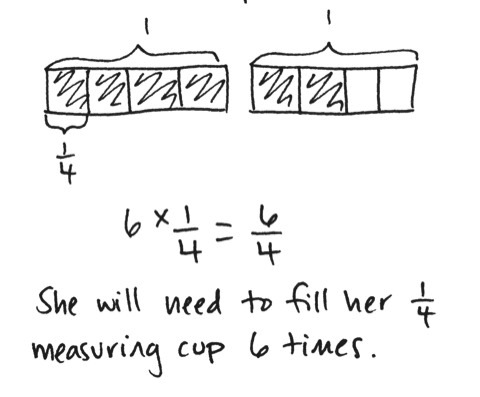 1 1
1/4
6 × 1/4 = 6/4
She will need to fill her 1/4
measuring cup 6 times.